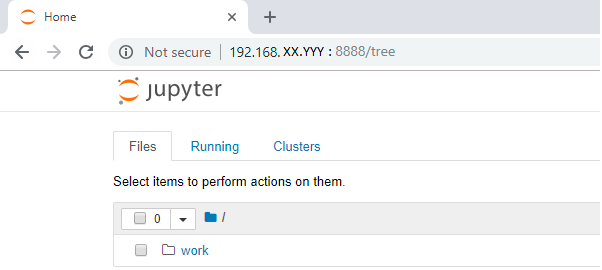 Home
Not secure 192.168.XX.YYY : 8888/tree
jupyter
Files Running Clusters
Select items to perform actions on them.
0 /
work